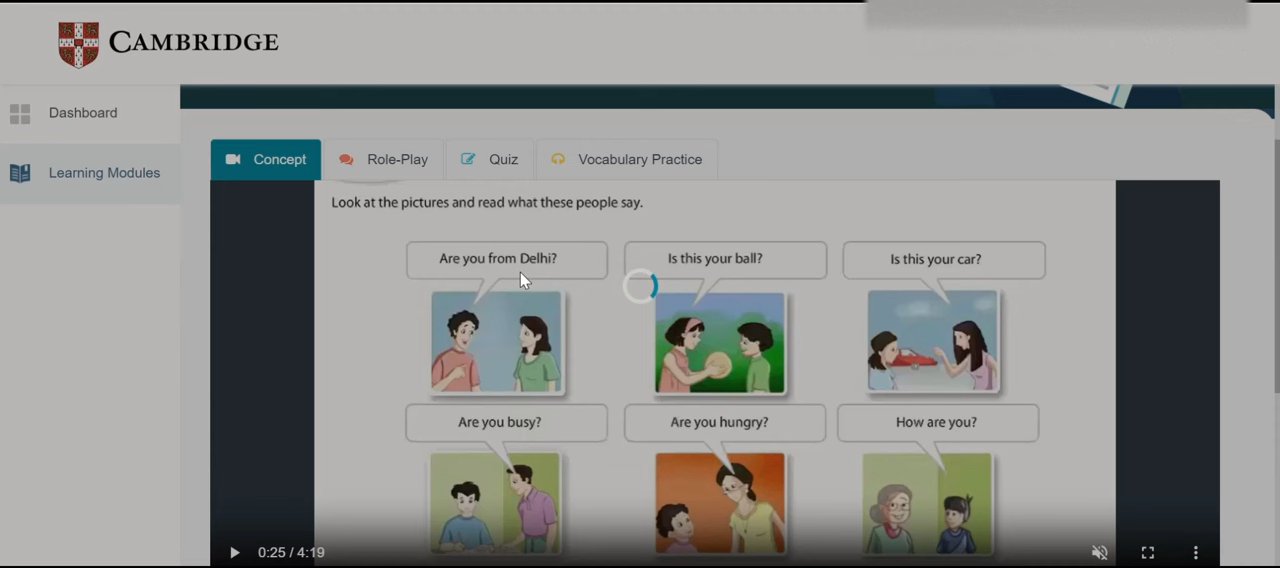 CAMBRIDGE
Dashboard
Learning Modules
Concept
Role-Play
Quiz
Vocabulary Practice
Look at the pictures and read what these people say.
Are you from Delhi?
Is this your ball?
Is this your car?
Are you busy?
Are you hungry?
How are you?
0:25 / 4:19